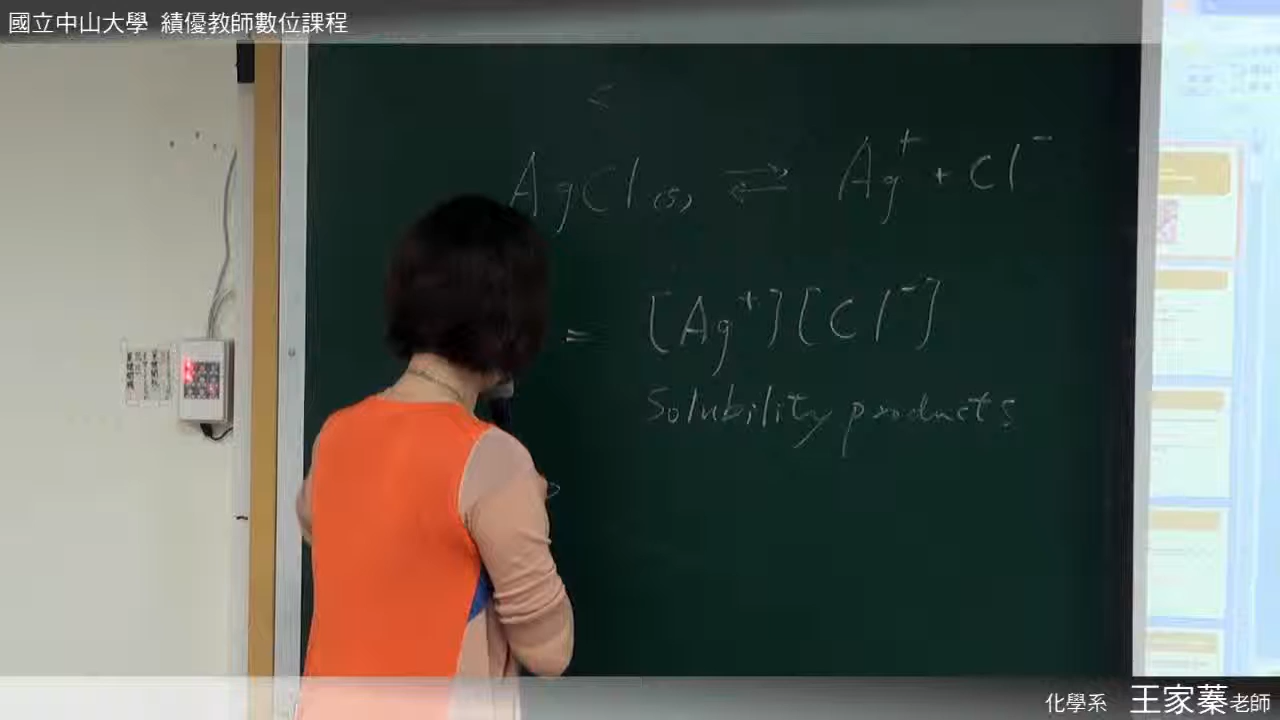 國立中山大學 績優教師數位課程
<
AgCl(s) ⇌ Ag⁺ + Cl⁻
= [Ag⁺][Cl⁻]
Solubility products
化學系 王家蓁老師